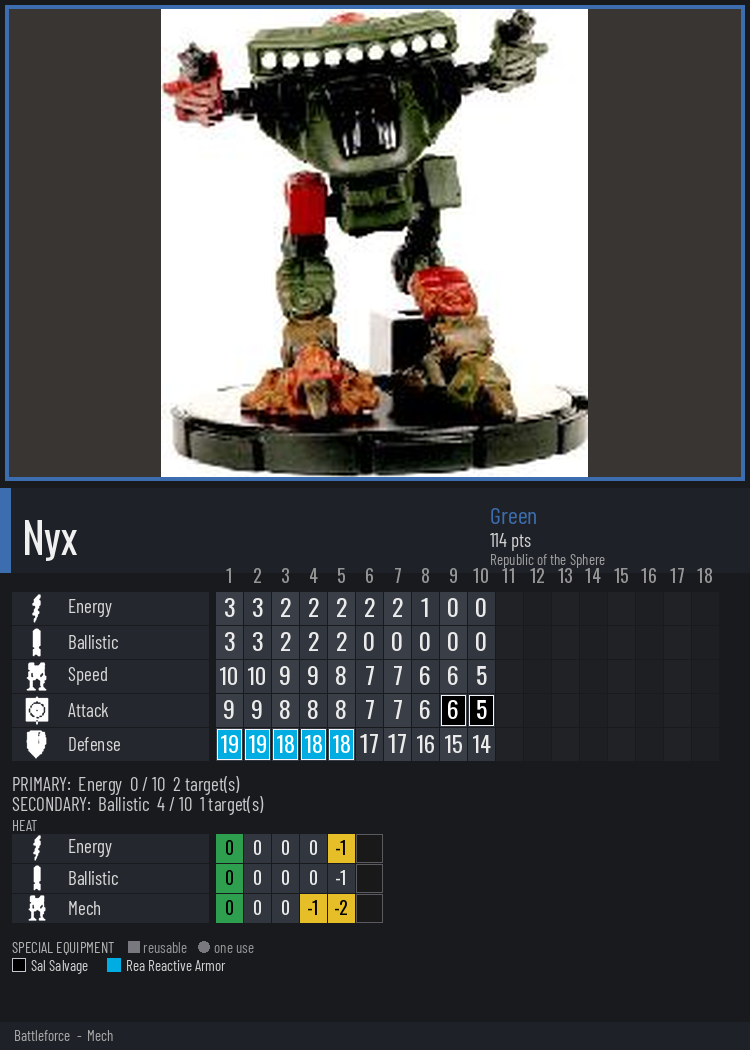 Nyx
Green
114 pts
Republic of the Sphere
1 2 3 4 5 6 7 8 9 10 11 12 13 14 15 16 17 18
Energy 3 3 2 2 2 2 2 1 0 0
Ballistic 3 3 2 2 2 0 0 0 0 0
Speed 10 10 9 9 8 7 7 6 6 5
Attack 9 9 8 8 8 7 7 6 6 5
Defense 19 19 18 18 18 17 17 16 15 14
PRIMARY: Energy 0 / 10 2 target(s)
SECONDARY: Ballistic 4 / 10 1 target(s)
HEAT
Energy 0 0 0 0 -1
Ballistic 0 0 0 0 -1
Mech 0 0 0 -1 -2
SPECIAL EQUIPMENT reusable one use
Sal Salvage Rea Reactive Armor
Battleforce - Mech